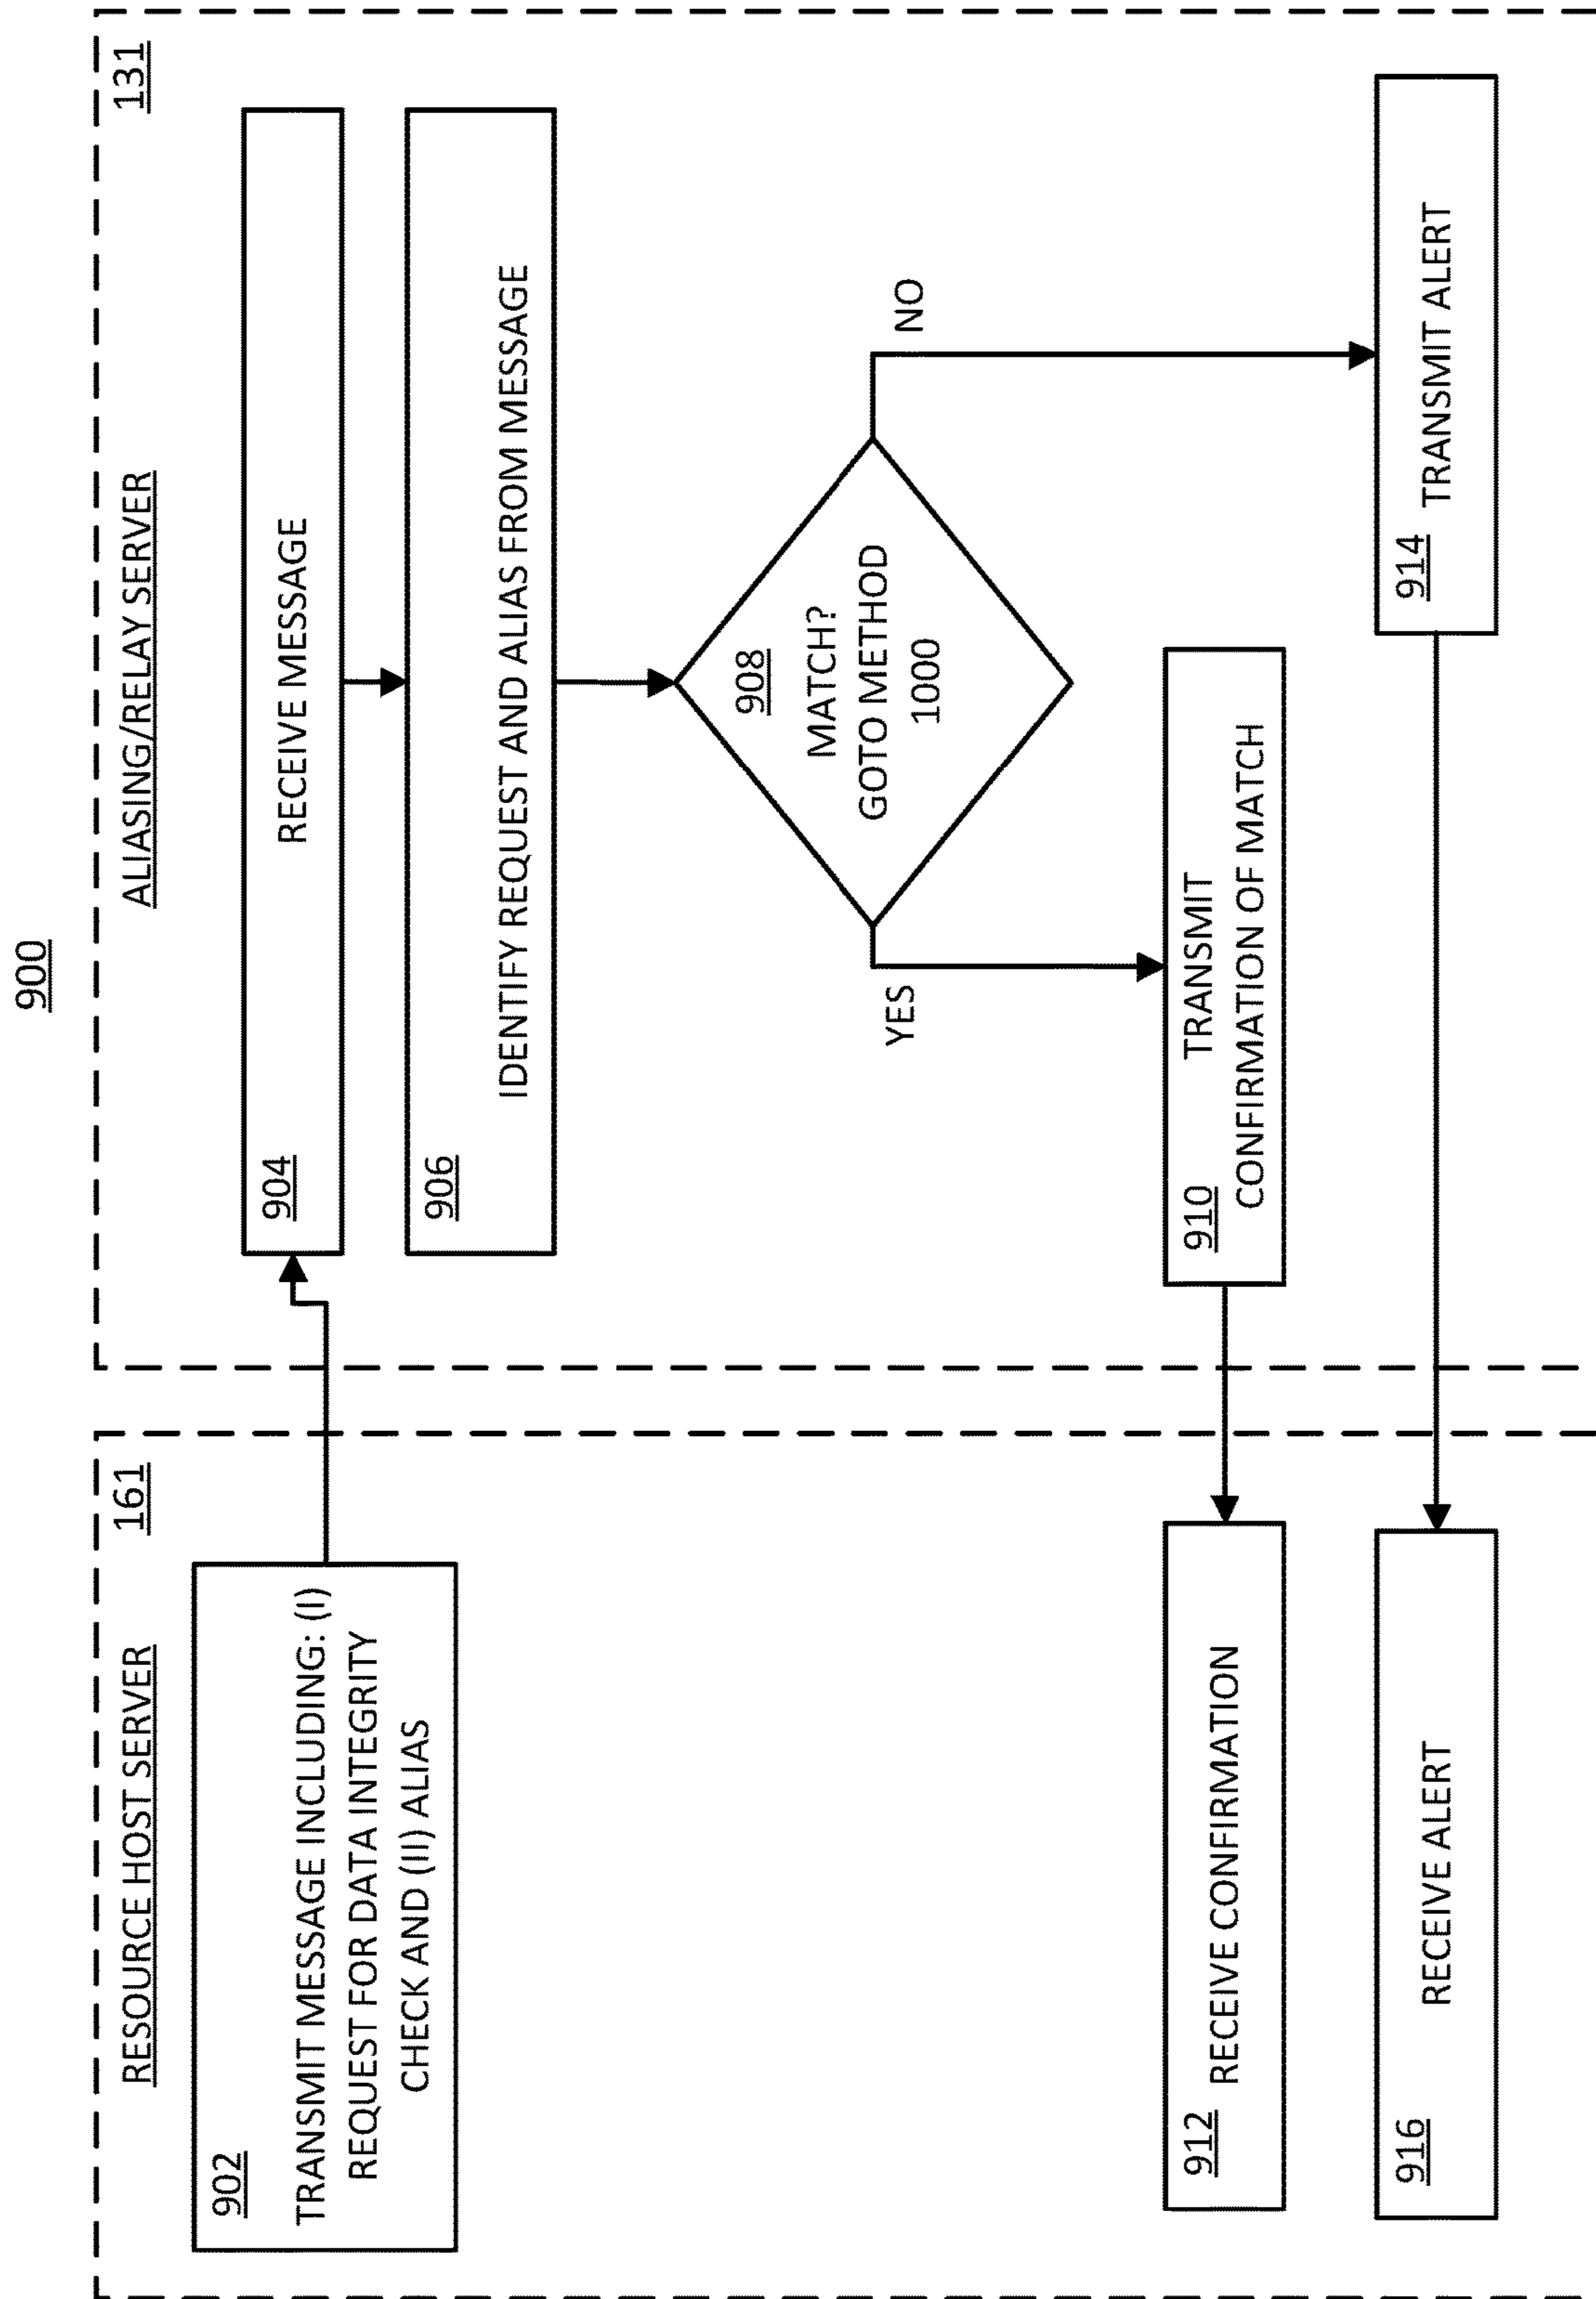 900
RESOURCE HOST SERVER
161
ALIASING/RELAY SERVER
131
902
TRANSMIT MESSAGE INCLUDING: (I)
REQUEST FOR DATA INTEGRITY
CHECK AND (II) ALIAS
904
RECEIVE MESSAGE
906
IDENTIFY REQUEST AND ALIAS FROM MESSAGE
908
MATCH?
GOTO METHOD
1000
YES
NO
910
TRANSMIT
CONFIRMATION OF MATCH
912
RECEIVE CONFIRMATION
914
TRANSMIT ALERT
916
RECEIVE ALERT